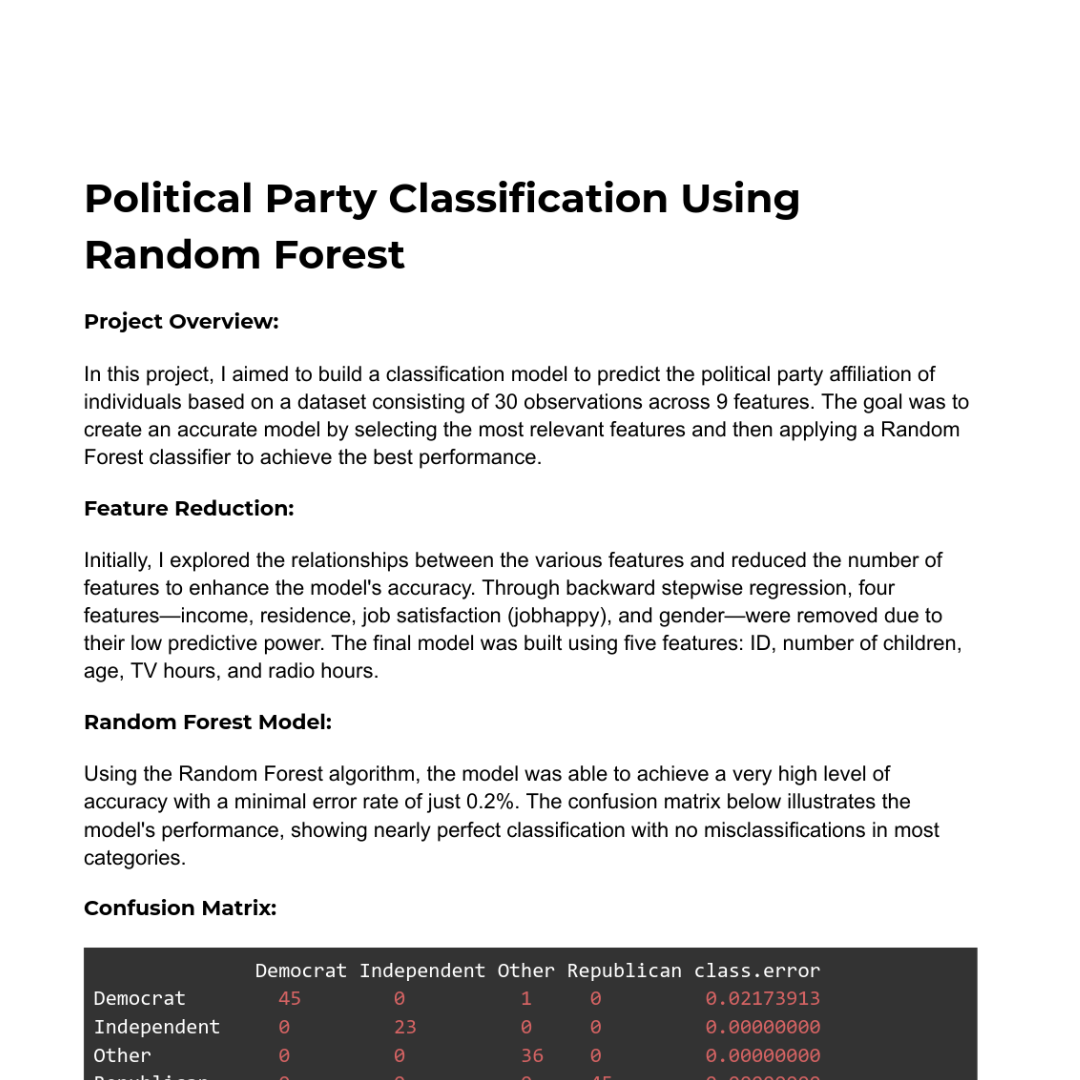 Political Party Classification Using
Random Forest
Project Overview:
In this project, I aimed to build a classification model to predict the political party affiliation of
individuals based on a dataset consisting of 30 observations across 9 features. The goal was to
create an accurate model by selecting the most relevant features and then applying a Random
Forest classifier to achieve the best performance.
Feature Reduction:
Initially, I explored the relationships between the various features and reduced the number of
features to enhance the model's accuracy. Through backward stepwise regression, four
features—income, residence, job satisfaction (jobhappy), and gender—were removed due to
their low predictive power. The final model was built using five features: ID, number of children,
age, TV hours, and radio hours.
Random Forest Model:
Using the Random Forest algorithm, the model was able to achieve a very high level of
accuracy with a minimal error rate of just 0.2%. The confusion matrix below illustrates the
model's performance, showing nearly perfect classification with no misclassifications in most
categories.
Confusion Matrix:
Democrat Independent Other Republican class.error
Democrat 45 0 1 0 0.02173913
Independent 0 23 0 0 0.00000000
Other 0 0 36 0 0.00000000